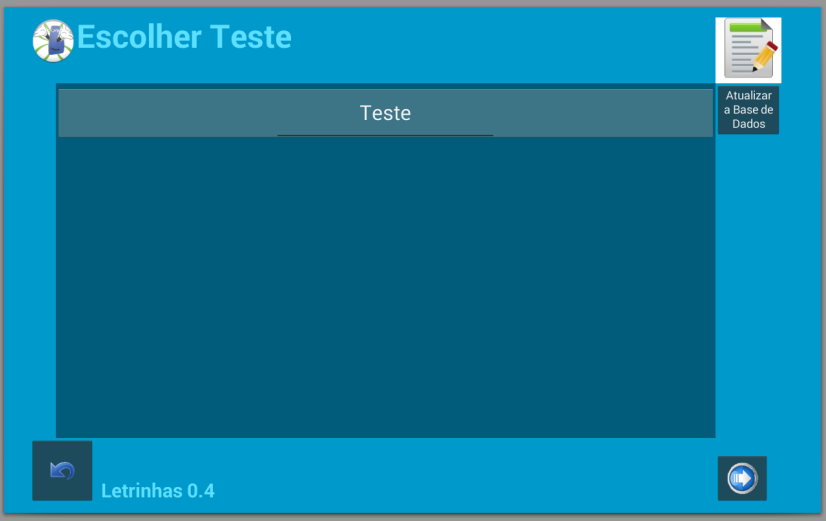 Escolher Teste
Teste
Atualizar
a Base de
Dados
Letrinhas 0.4